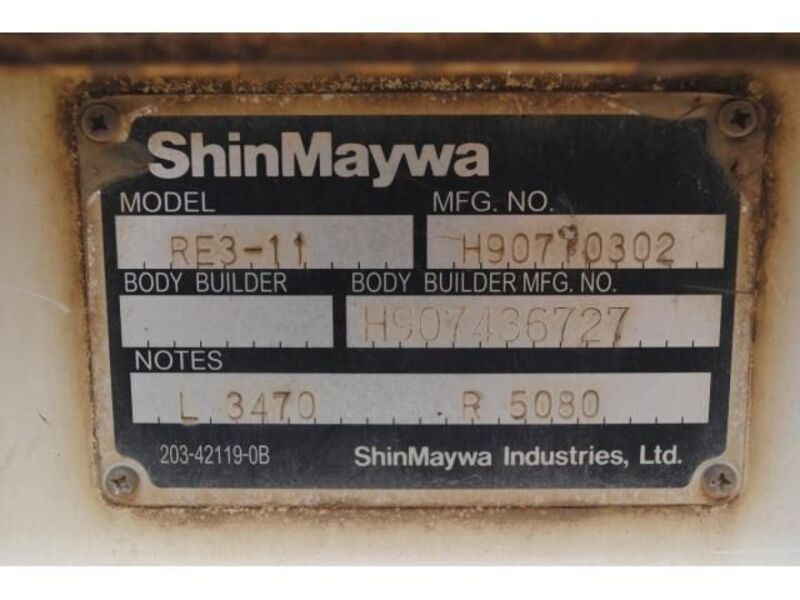 ShinMaywa
MODEL MFG. NO.
RE3-11
BODY BUILDER BODY BUILDER MFG. NO.
H907436727
NOTES
L 3470 R 5080
203-42119-0B ShinMaywa Industries, Ltd.